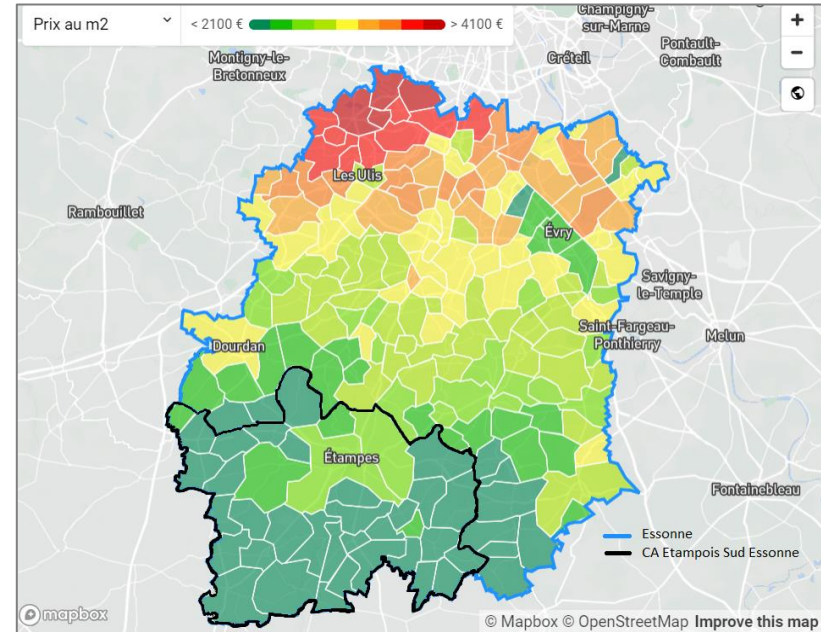 Prix au m2
< 2100 €
> 4100 €
Champigny-
sur-Marne
+
Montigny-le-
Bretonneux
Créteil
Pontault-
Combault
−
Les Ulis
Rambouillet
Évry
Savigny-
le-Temple
Dourdan
Saint-Fargeau-
Ponthierry
Melun
Étampes
Fontainebleau
Essonne
CA Etampois Sud Essonne
mapbox
© Mapbox © OpenStreetMap Improve this map